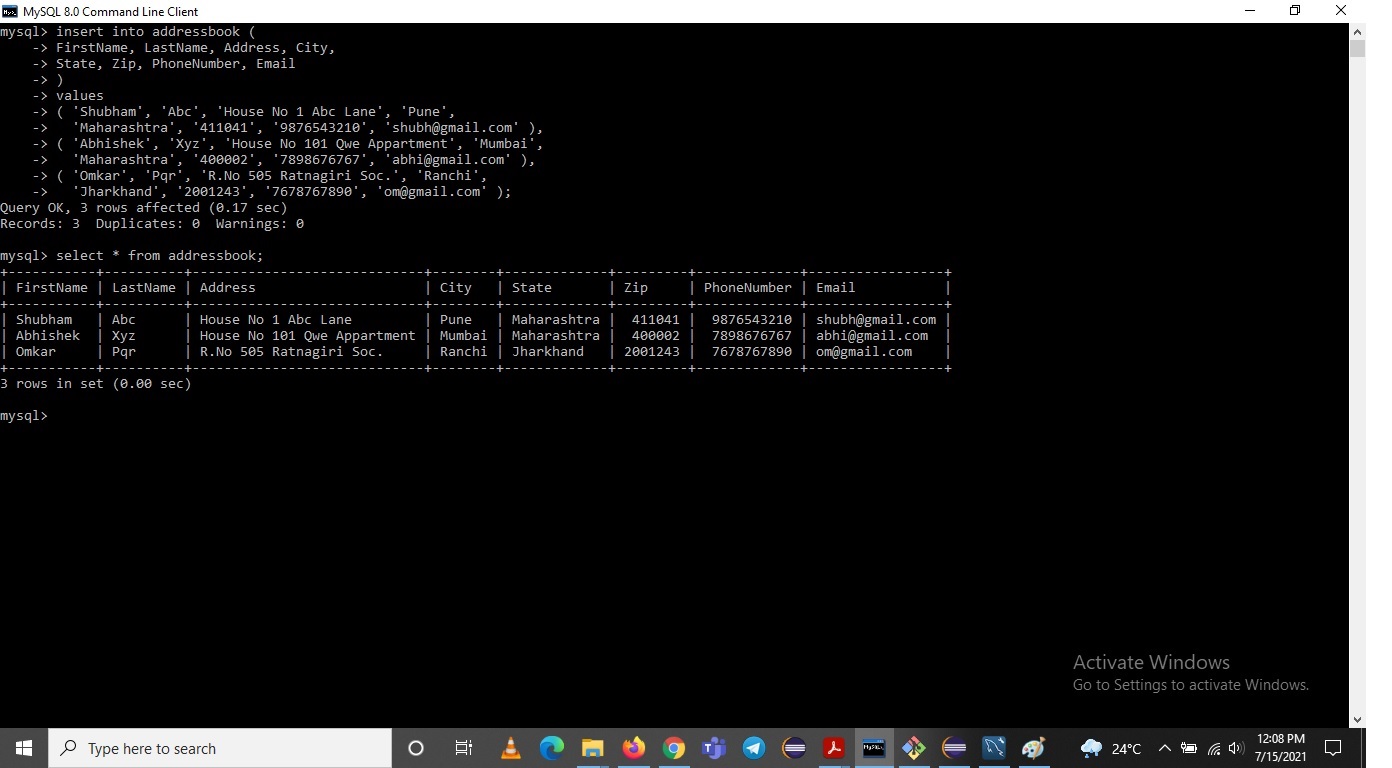 MySQL 8.0 Command Line Client
mysql> insert into addressbook (
    -> FirstName, LastName, Address, City,
    -> State, Zip, PhoneNumber, Email
    -> )
    -> values
    -> ( 'Shubham', 'Abc', 'House No 1 Abc Lane', 'Pune',
    ->   'Maharashtra', '411041', '9876543210', 'shubh@gmail.com' ),
    -> ( 'Abhishek', 'Xyz', 'House No 101 Qwe Appartment', 'Mumbai',
    ->   'Maharashtra', '400002', '7898676767', 'abhi@gmail.com' ),
    -> ( 'Omkar', 'Pqr', 'R.No 505 Ratnagiri Soc.', 'Ranchi',
    ->   'Jharkhand', '2001243', '7678767890', 'om@gmail.com' );
Query OK, 3 rows affected (0.17 sec)
Records: 3  Duplicates: 0  Warnings: 0
mysql> select * from addressbook;
+-----------+----------+-----------------------------+--------+-------------+---------+-------------+-----------------+
| FirstName | LastName | Address                     | City   | State       | Zip     | PhoneNumber | Email           |
+-----------+----------+-----------------------------+--------+-------------+---------+-------------+-----------------+
| Shubham   | Abc      | House No 1 Abc Lane         | Pune   | Maharashtra |  411041 |  9876543210 | shubh@gmail.com |
| Abhishek  | Xyz      | House No 101 Qwe Appartment | Mumbai | Maharashtra |  400002 |  7898676767 | abhi@gmail.com  |
| Omkar     | Pqr      | R.No 505 Ratnagiri Soc.     | Ranchi | Jharkhand   | 2001243 |  7678767890 | om@gmail.com    |
+-----------+----------+-----------------------------+--------+-------------+---------+-------------+-----------------+
3 rows in set (0.00 sec)
mysql>
Activate Windows
Go to Settings to activate Windows.
Type here to search
MySQL
24°C
12:08 PM
7/15/2021